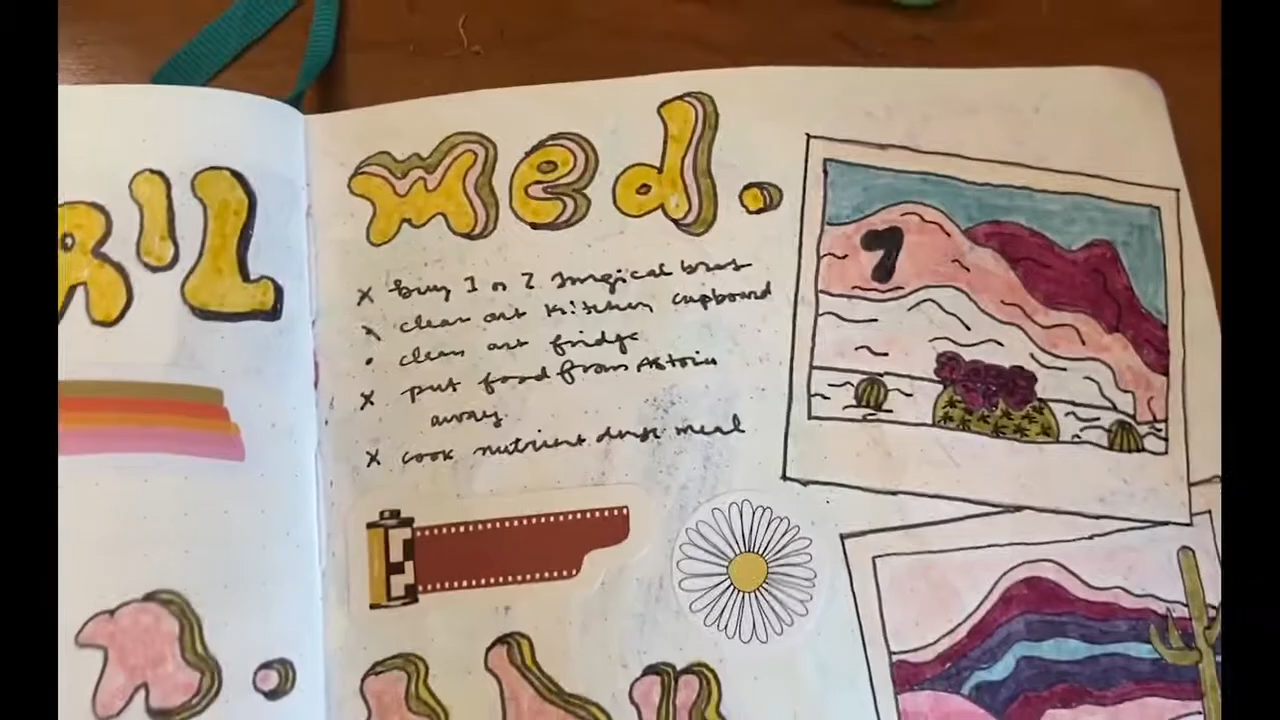 RIL
wed.
7
x buy 1 or 2 surgical bras
x clean out kitchen cupboard
• clean out fridge
x put food from Astoria
away
x cook nutrient dense meal